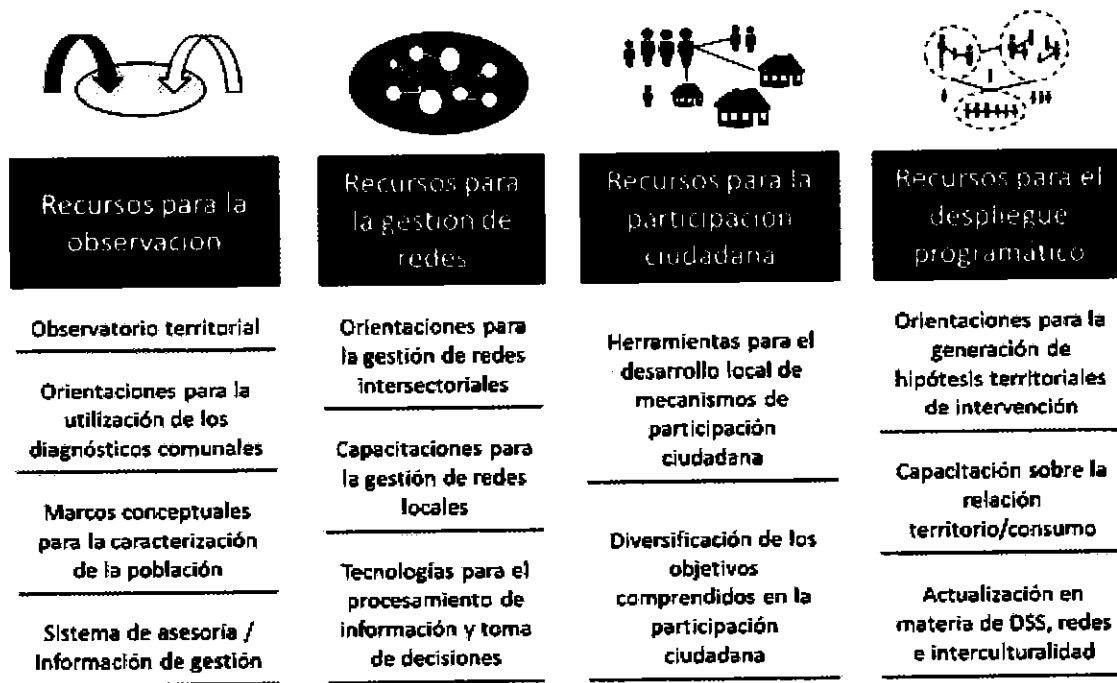 Recursos para la
observacion
Observatorio territorial
Orientaciones para la
utilización de los
diagnósticos comunales
Marcos conceptuales
para la caracterización
de la población
Sistema de asesoría /
Información de gestión
Recursos para
la gestión de
redes
Orientaciones para
la gestión de redes
intersectoriales
Capacitaciones para
la gestión de redes
locales
Tecnologías para el
procesamiento de
información y toma
de decisiones
Recursos para la
participación
ciudadana
Herramientas para el
desarrollo local de
mecanismos de
participación
ciudadana
Diversificación de los
objetivos
comprendidos en la
participación
ciudadana
Recursos para el
despliegue
programático
Orientaciones para la
generación de
hipótesis territoriales
de intervención
Capacitación sobre la
relación
territorio/consumo
Actualización en
materia de DSS, redes
e interculturalidad